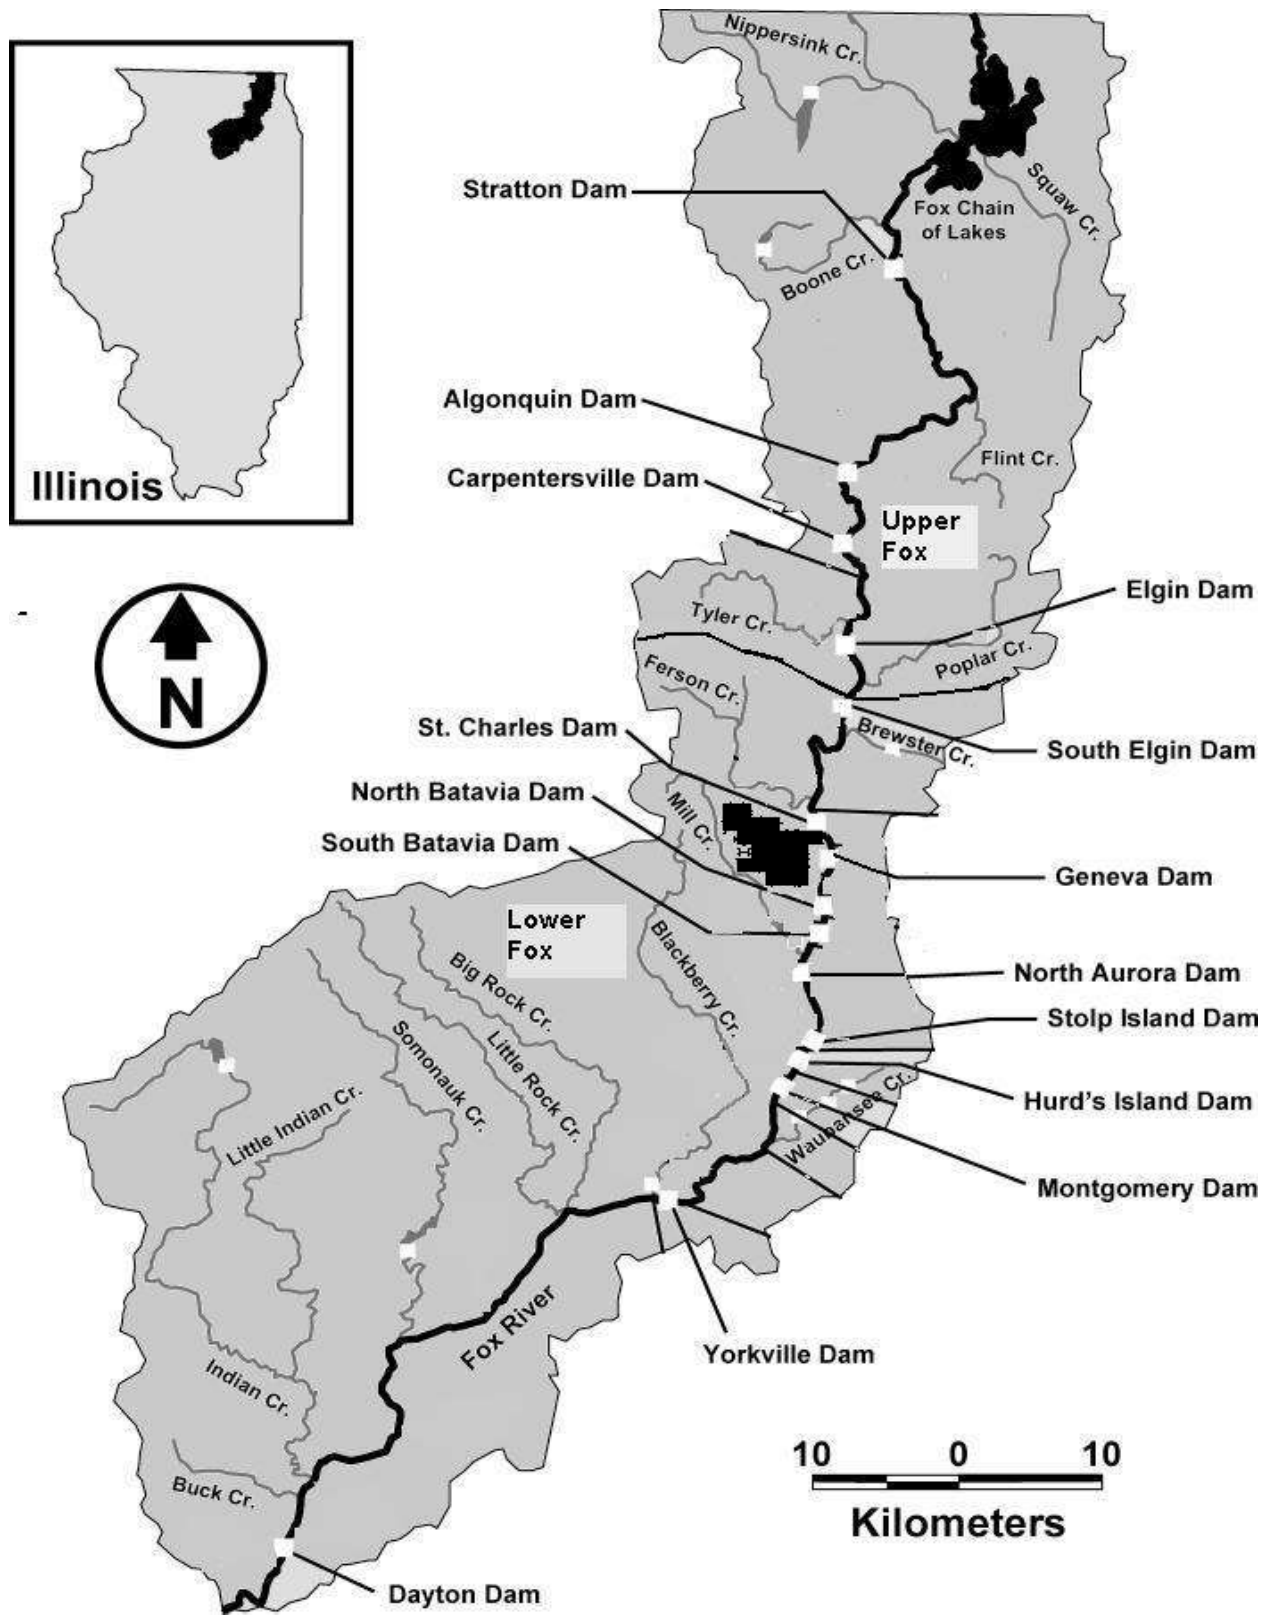 Nippersink Cr.
Squaw Cr.
Stratton Dam
Fox Chain
of Lakes
Boone Cr.
Illinois
Algonquin Dam
Flint Cr.
Carpentersville Dam
Upper
Fox
Elgin Dam
Tyler Cr.
Poplar Cr.
N
Ferson Cr.
St. Charles Dam
Brewster Cr.
South Elgin Dam
North Batavia Dam
Mill Cr.
South Batavia Dam
Geneva Dam
Lower
Fox
Blackberry Cr.
Big Rock Cr.
North Aurora Dam
Stolp Island Dam
Somonauk Cr.
Little Rock Cr.
Hurd's Island Dam
Little Indian Cr.
Waubansee Cr.
Montgomery Dam
Fox River
Yorkville Dam
Indian Cr.
10 0 10
Kilometers
Buck Cr.
Dayton Dam